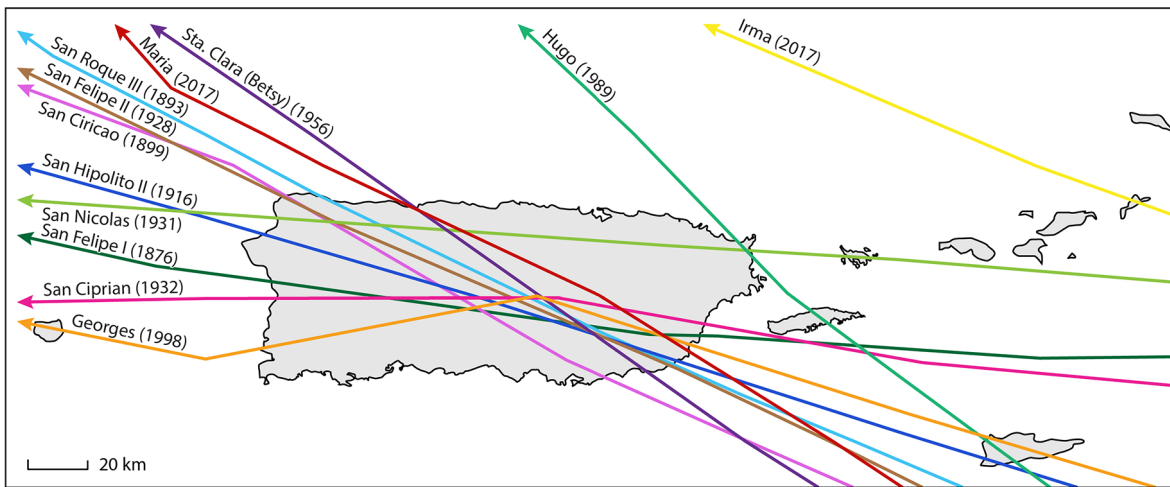 San Roque III (1893)
Maria (2017)
Sta. Clara (Betsy) (1956)
Hugo (1989)
Irma (2017)
San Felipe II (1928)
San Ciricao (1899)
San Hipolito II (1916)
San Nicolas (1931)
San Felipe I (1876)
San Ciprian (1932)
Georges (1998)
20 km